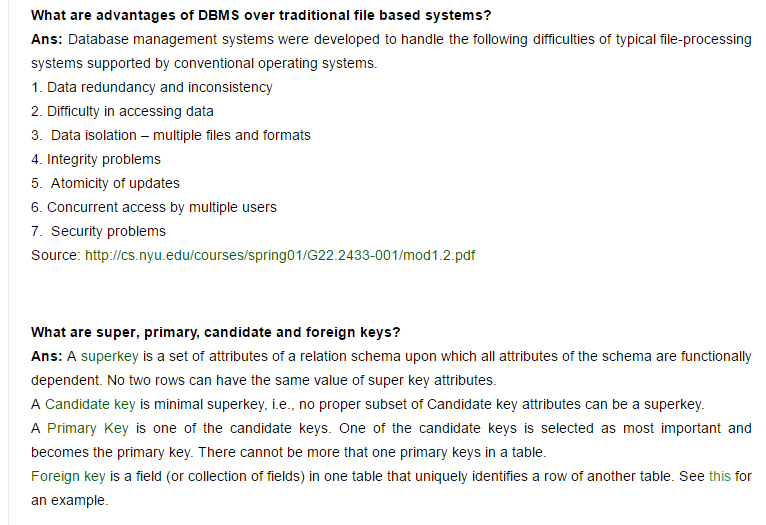 What are advantages of DBMS over traditional file based systems?
Ans: Database management systems were developed to handle the following difficulties of typical file-processing
systems supported by conventional operating systems.
1. Data redundancy and inconsistency
2. Difficulty in accessing data
3.  Data isolation – multiple files and formats
4. Integrity problems
5.  Atomicity of updates
6. Concurrent access by multiple users
7.  Security problems
Source: http://cs.nyu.edu/courses/spring01/G22.2433-001/mod1.2.pdf
What are super, primary, candidate and foreign keys?
Ans: A superkey is a set of attributes of a relation schema upon which all attributes of the schema are functionally
dependent. No two rows can have the same value of super key attributes.
A Candidate key is minimal superkey, i.e., no proper subset of Candidate key attributes can be a superkey.
A Primary Key is one of the candidate keys. One of the candidate keys is selected as most important and
becomes the primary key. There cannot be more that one primary keys in a table.
Foreign key is a field (or collection of fields) in one table that uniquely identifies a row of another table. See this for
an example.